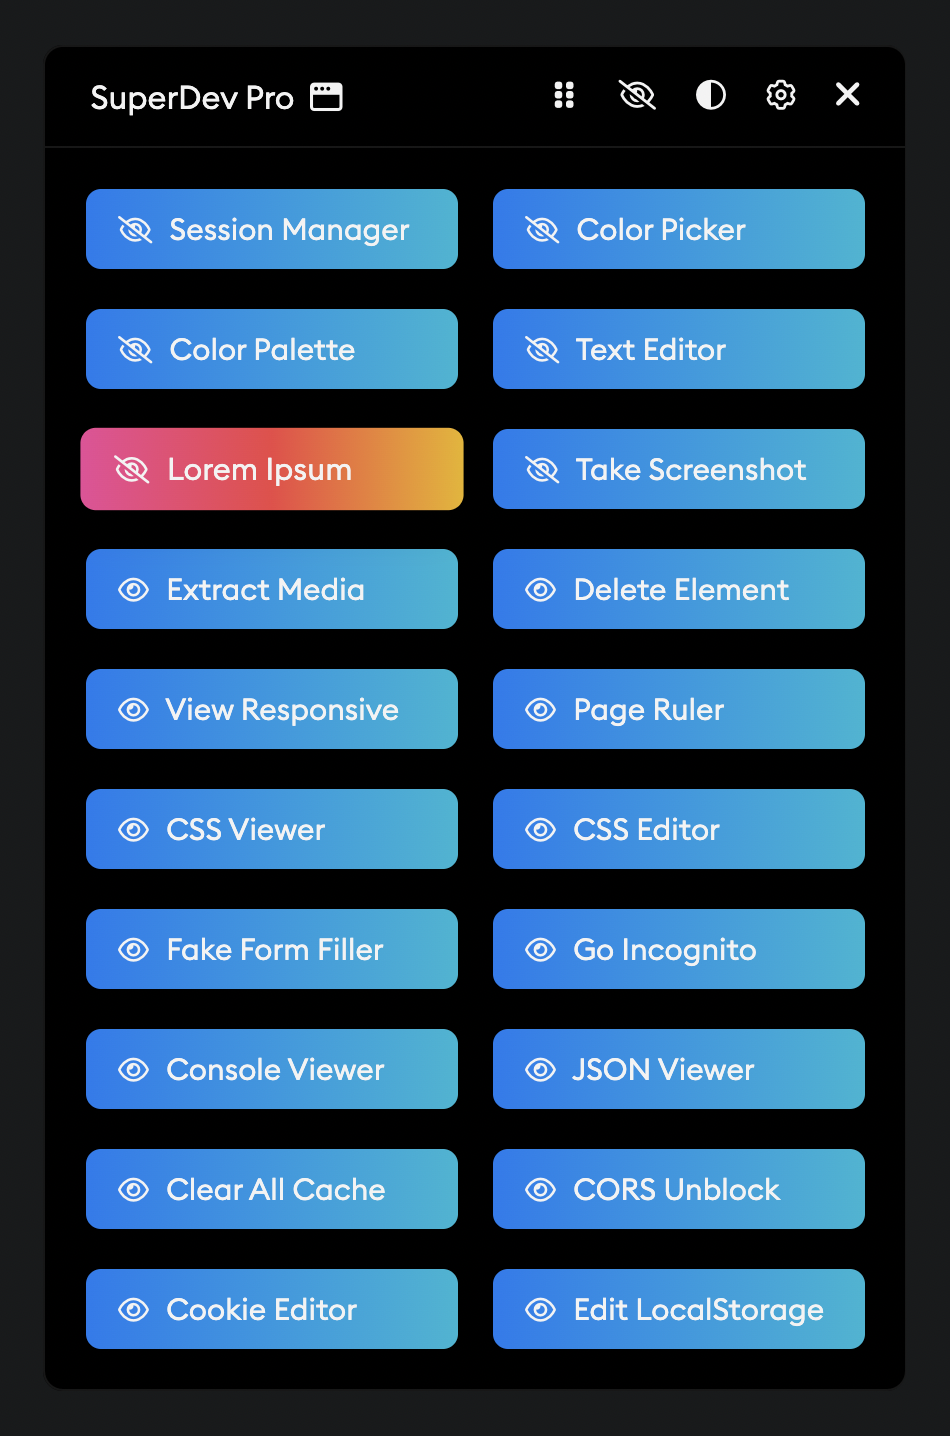 SuperDev Pro
Session Manager
Color Picker
Color Palette
Text Editor
Lorem Ipsum
Take Screenshot
Extract Media
Delete Element
View Responsive
Page Ruler
CSS Viewer
CSS Editor
Fake Form Filler
Go Incognito
Console Viewer
JSON Viewer
Clear All Cache
CORS Unblock
Cookie Editor
Edit LocalStorage